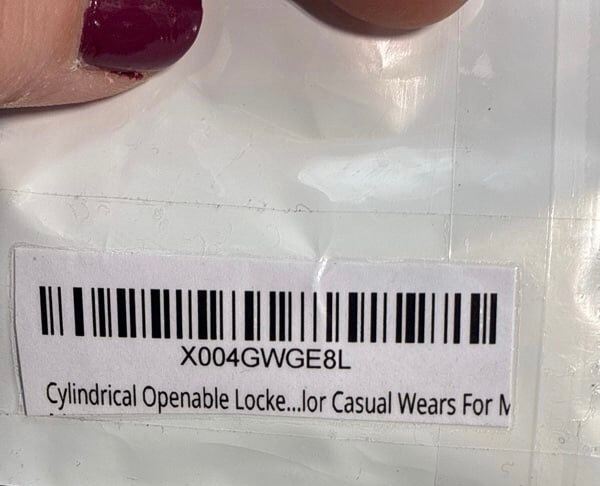 X004GWGE8L
Cylindrical Openable Locke...lor Casual Wears For M